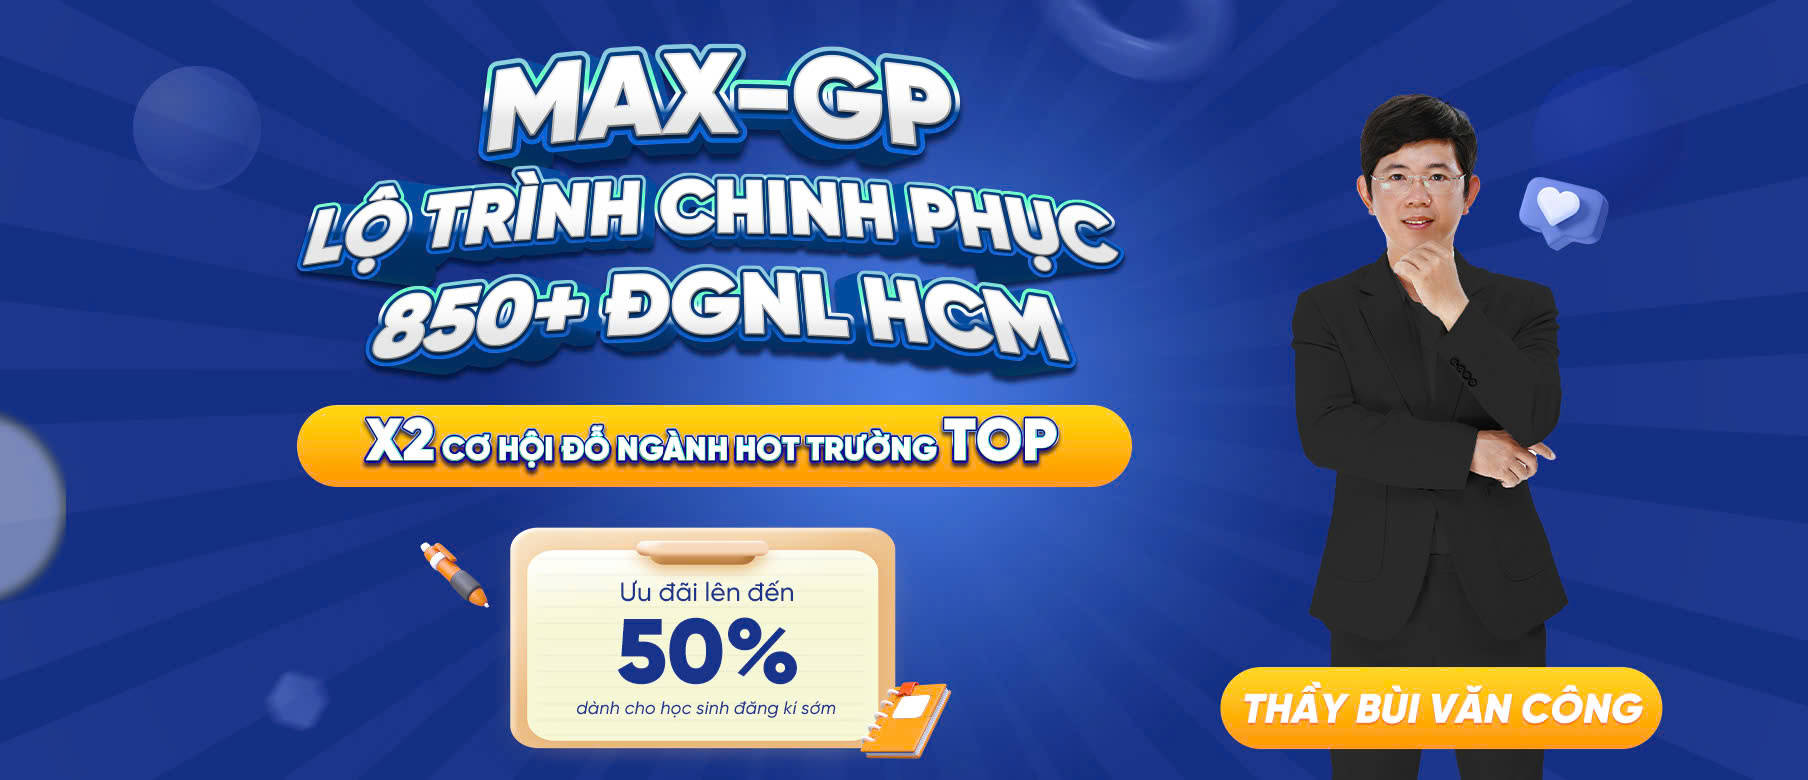 MAX-GP
LỘ TRÌNH CHINH PHỤC
850+ ĐGNL HCM
X2 CƠ HỘI ĐỖ NGÀNH HOT TRƯỜNG TOP
Ưu đãi lên đến
50%
dành cho học sinh đăng kí sớm
THẦY BÙI VĂN CÔNG